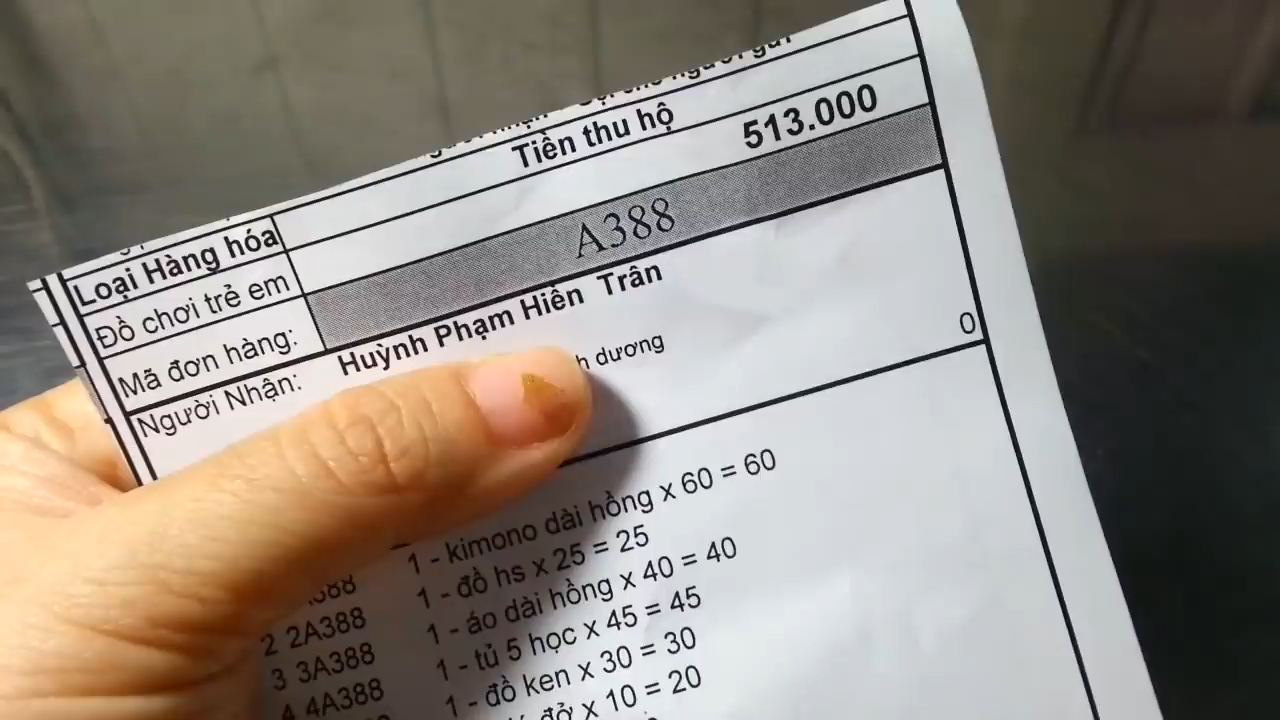 Tiền thu hộ
513.000
Loại Hàng hóa
Đồ chơi trẻ em
Mã đơn hàng:
A388
Người Nhận:
Huỳnh Phạm Hiền Trân
dương
0
1 - kimono dài hồng x 60 = 60
2 2A388 1 - đồ hs x 25 = 25
3 3A388 1 - áo dài hồng x 40 = 40
4 4A388 1 - tủ 5 học x 45 = 45
1 - đồ ken x 30 = 30
đở x 10 = 20